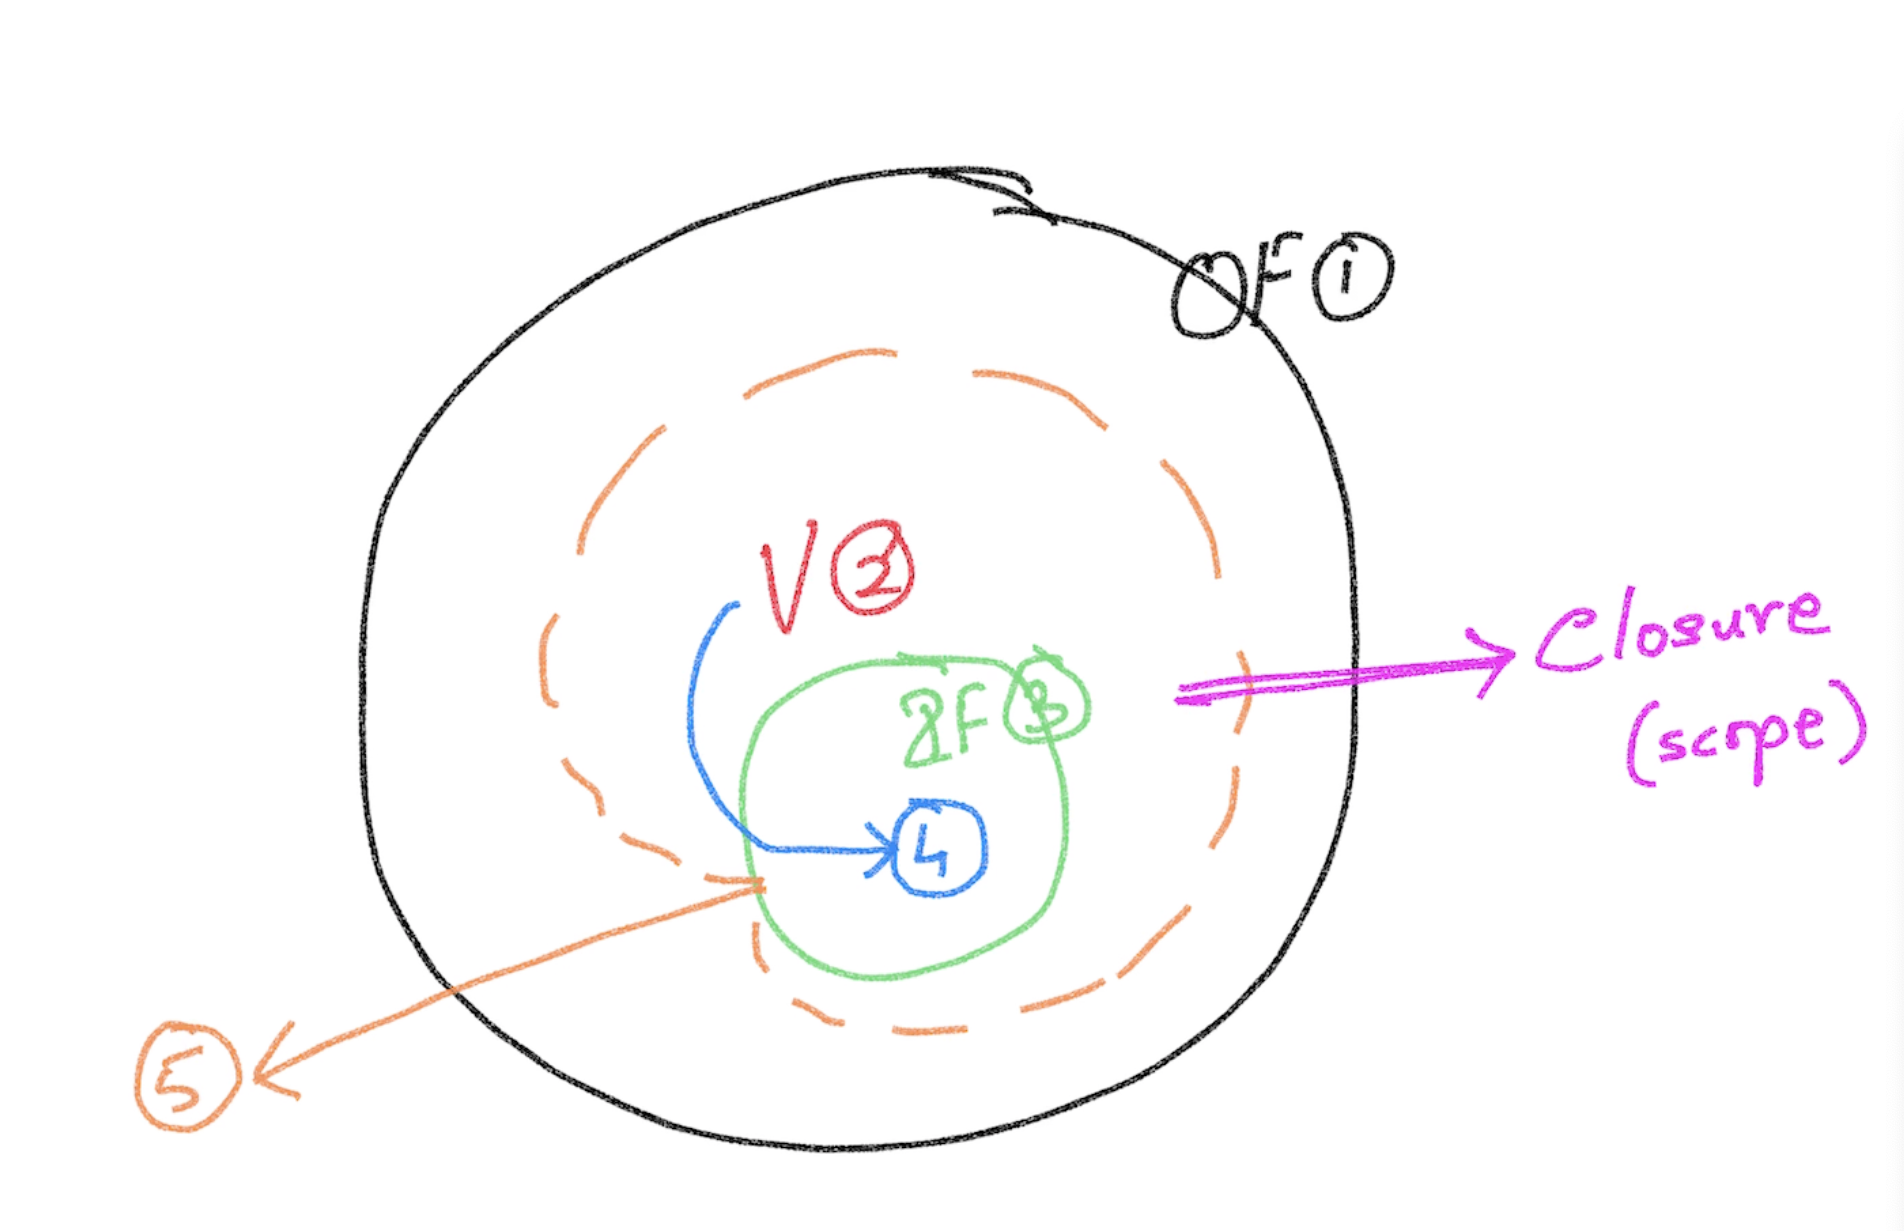 OF ①
V ②
IF ③
④
Closure
(scope)
⑤